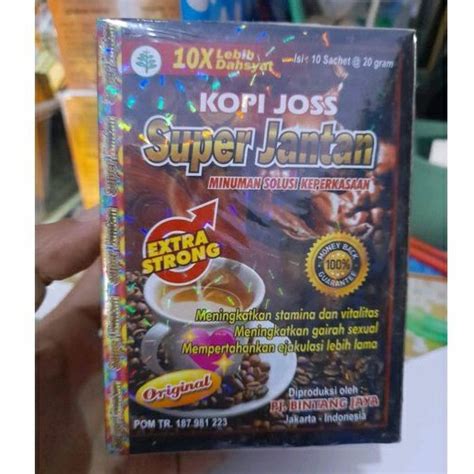 10X Lebih Dahsyat
Isi : 10 Sachet @ 20 gram
KOPI JOSS
Super Jantan
MINUMAN SOLUSI KEPERKASAAN
EXTRA
STRONG
MONEY BACK
100%
GUARANTEE
Meningkatkan stamina dan vitalitas
Meningkatkan gairah sexual
Mempertahankan ejakulasi lebih lama
Original
Diproduksi oleh :
PJ. BINTANG JAYA
Jakarta - Indonesia
POM TR. 187 981 223